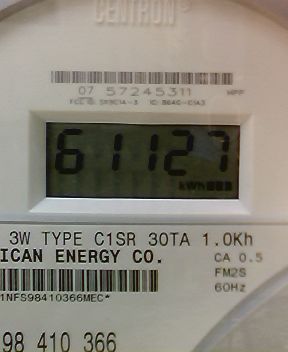 CENTRON
07 57245311
61127
kWh
3W TYPE C1SR 30TA 1.0Kh
ICAN ENERGY CO.
CA 0.5
FM2S
60Hz
1NFS98410366MEC*
98 410 366